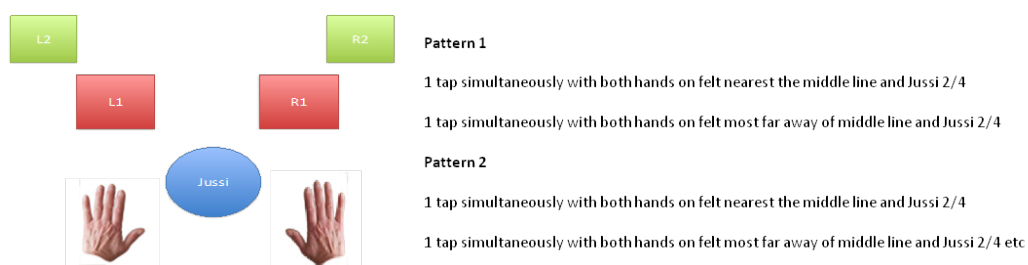 L2
R2
L1
R1
Jussi
Pattern 1
1 tap simultaneously with both hands on felt nearest the middle line and Jussi 2/4
1 tap simultaneously with both hands on felt most far away of middle line and Jussi 2/4
Pattern 2
1 tap simultaneously with both hands on felt nearest the middle line and Jussi 2/4
1 tap simultaneously with both hands on felt most far away of middle line and Jussi 2/4 etc